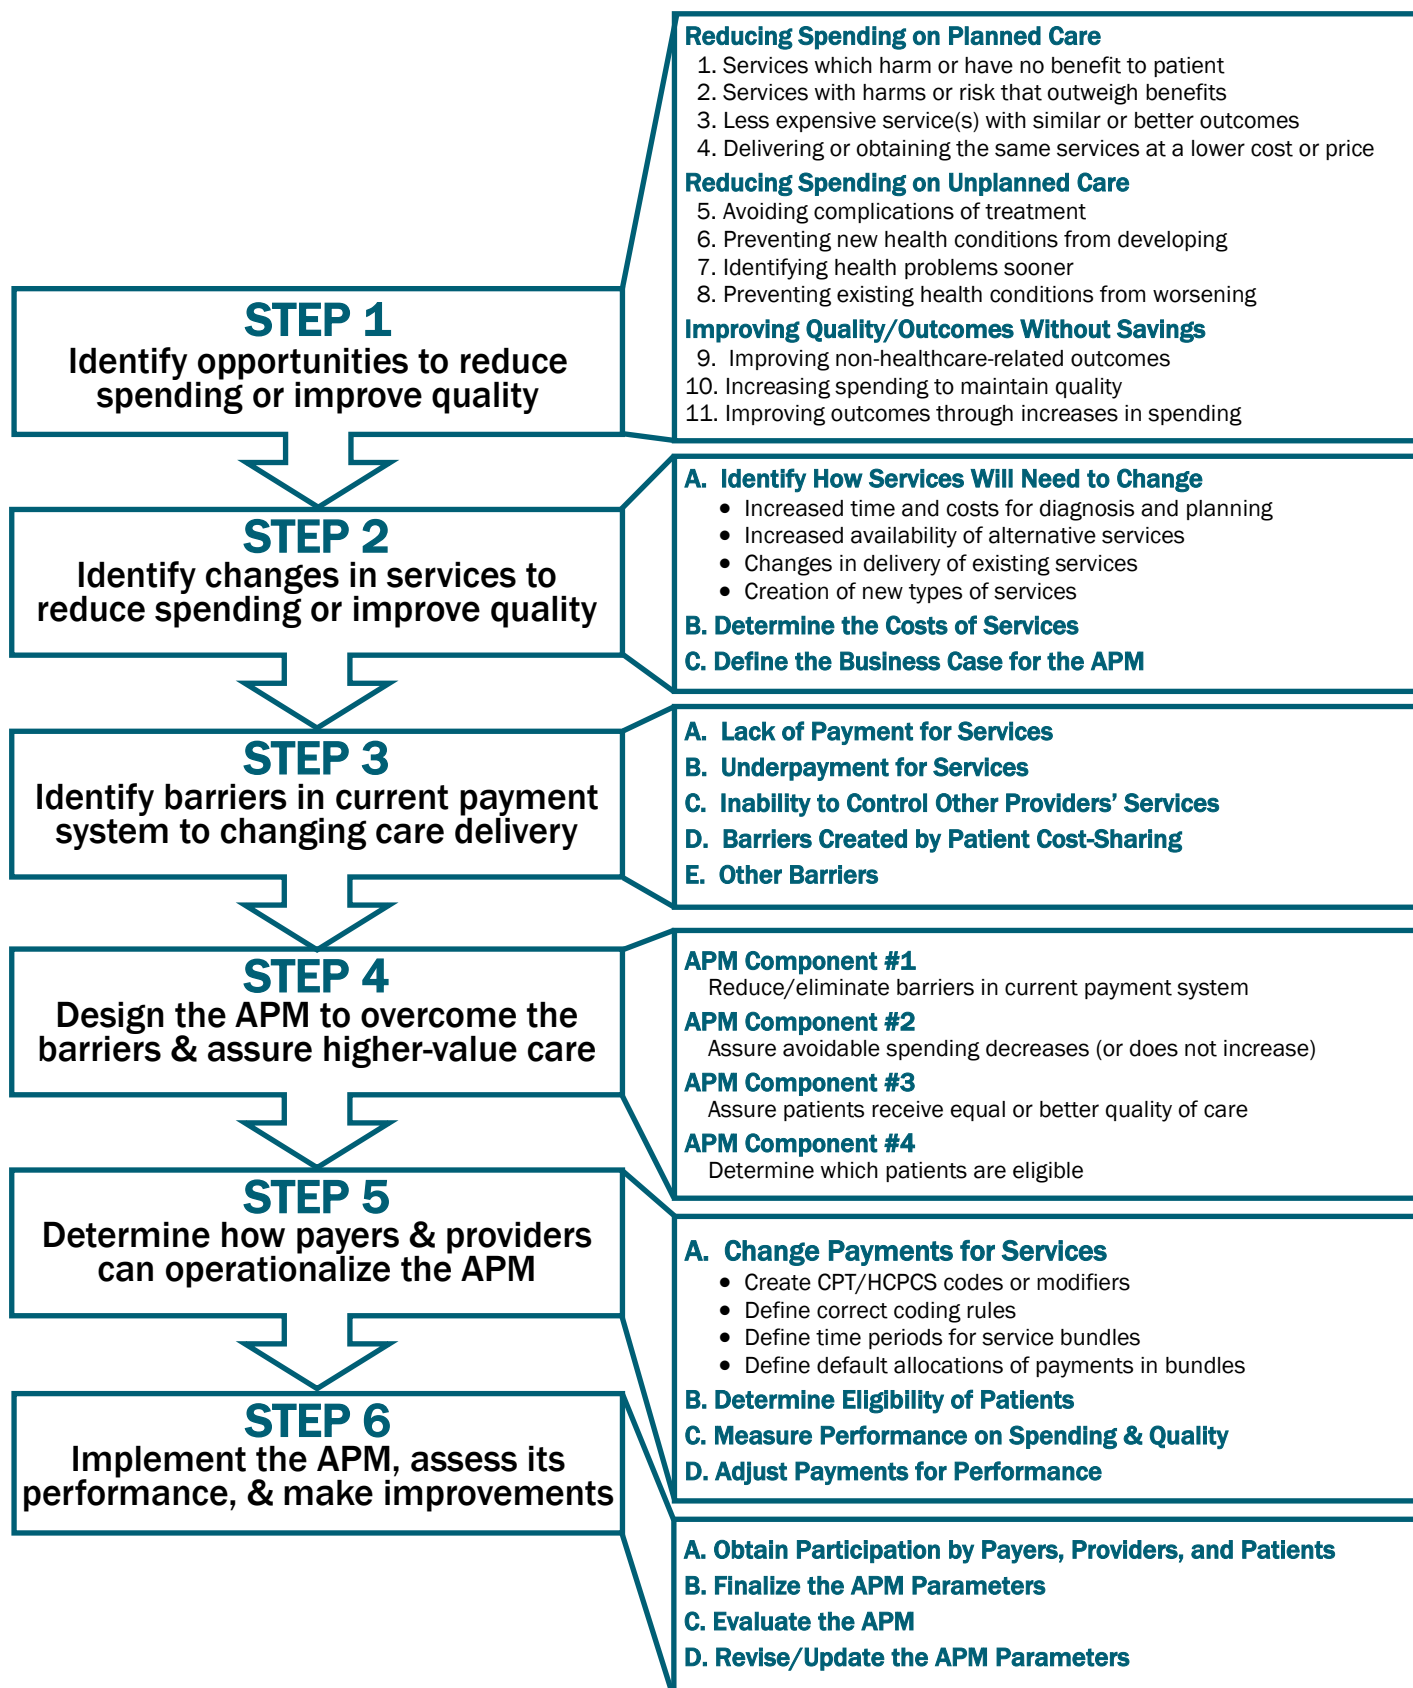 STEP 1
Identify opportunities to reduce
spending or improve quality
Reducing Spending on Planned Care
1. Services which harm or have no benefit to patient
2. Services with harms or risk that outweigh benefits
3. Less expensive service(s) with similar or better outcomes
4. Delivering or obtaining the same services at a lower cost or price
Reducing Spending on Unplanned Care
5. Avoiding complications of treatment
6. Preventing new health conditions from developing
7. Identifying health problems sooner
8. Preventing existing health conditions from worsening
Improving Quality/Outcomes Without Savings
9. Improving non-healthcare-related outcomes
10. Increasing spending to maintain quality
11. Improving outcomes through increases in spending
STEP 2
Identify changes in services to
reduce spending or improve quality
A. Identify How Services Will Need to Change
• Increased time and costs for diagnosis and planning
• Increased availability of alternative services
• Changes in delivery of existing services
• Creation of new types of services
B. Determine the Costs of Services
C. Define the Business Case for the APM
STEP 3
Identify barriers in current payment
system to changing care delivery
A. Lack of Payment for Services
B. Underpayment for Services
C. Inability to Control Other Providers’ Services
D. Barriers Created by Patient Cost-Sharing
E. Other Barriers
STEP 4
Design the APM to overcome the
barriers & assure higher-value care
APM Component #1
Reduce/eliminate barriers in current payment system
APM Component #2
Assure avoidable spending decreases (or does not increase)
APM Component #3
Assure patients receive equal or better quality of care
APM Component #4
Determine which patients are eligible
STEP 5
Determine how payers & providers
can operationalize the APM
A. Change Payments for Services
• Create CPT/HCPCS codes or modifiers
• Define correct coding rules
• Define time periods for service bundles
• Define default allocations of payments in bundles
B. Determine Eligibility of Patients
C. Measure Performance on Spending & Quality
D. Adjust Payments for Performance
STEP 6
Implement the APM, assess its
performance, & make improvements
A. Obtain Participation by Payers, Providers, and Patients
B. Finalize the APM Parameters
C. Evaluate the APM
D. Revise/Update the APM Parameters